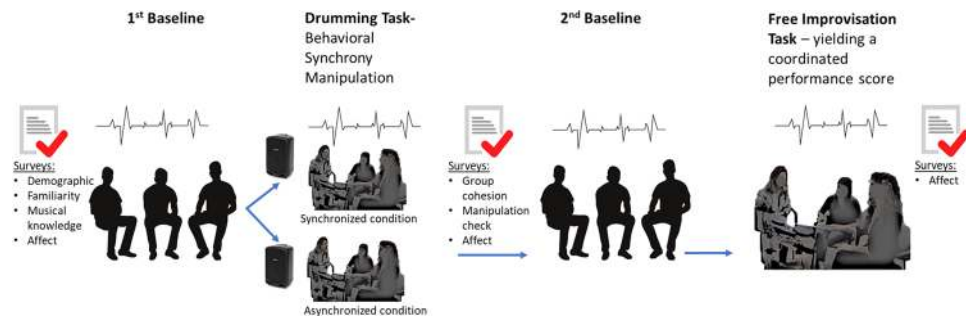 1st Baseline
Drumming Task-
Behavioral
Synchrony
Manipulation
2nd Baseline
Free Improvisation
Task – yielding a
coordinated
performance score
Surveys:
• Demographic
• Familiarity
• Musical
knowledge
• Affect
Synchronized condition
Asynchronized condition
Surveys:
• Group
cohesion
• Manipulation
check
• Affect
Surveys:
• Affect